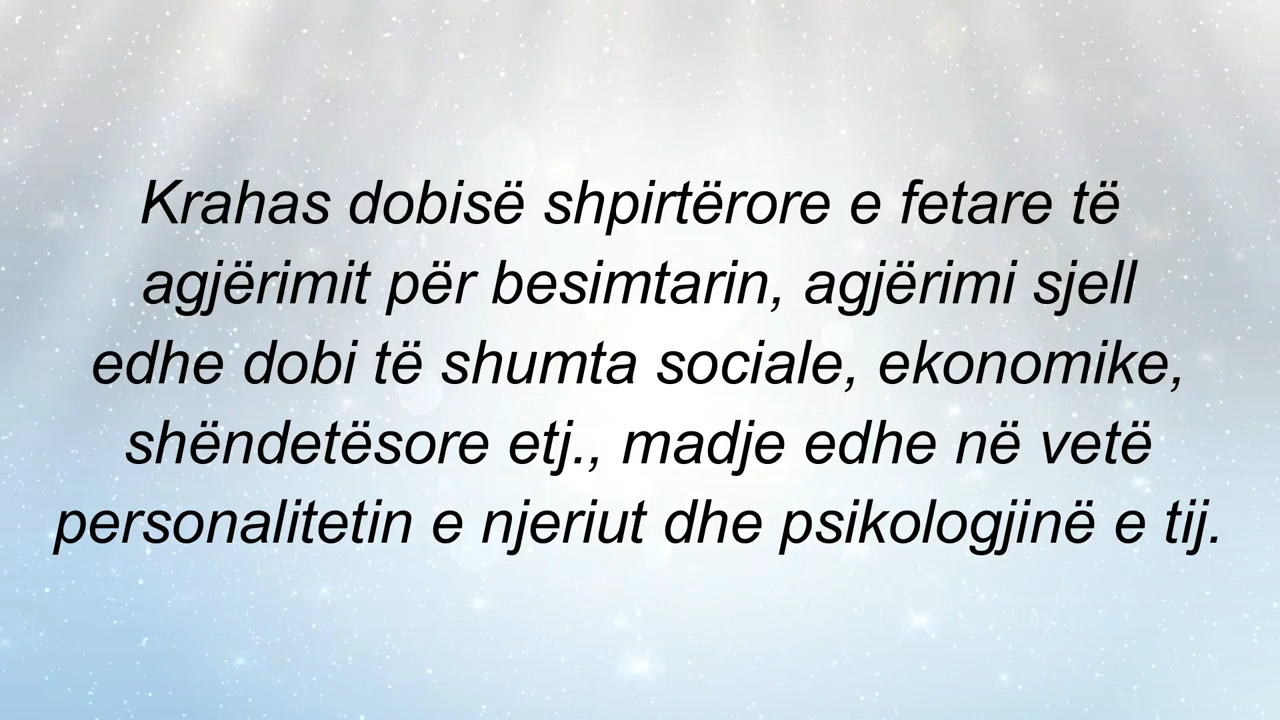 Krahas dobisë shpirtërore e fetare të
agjërimit për besimtarin, agjërimi sjell
edhe dobi të shumta sociale, ekonomike,
shëndetësore etj., madje edhe në vetë
personalitetin e njeriut dhe psikologjinë e tij.